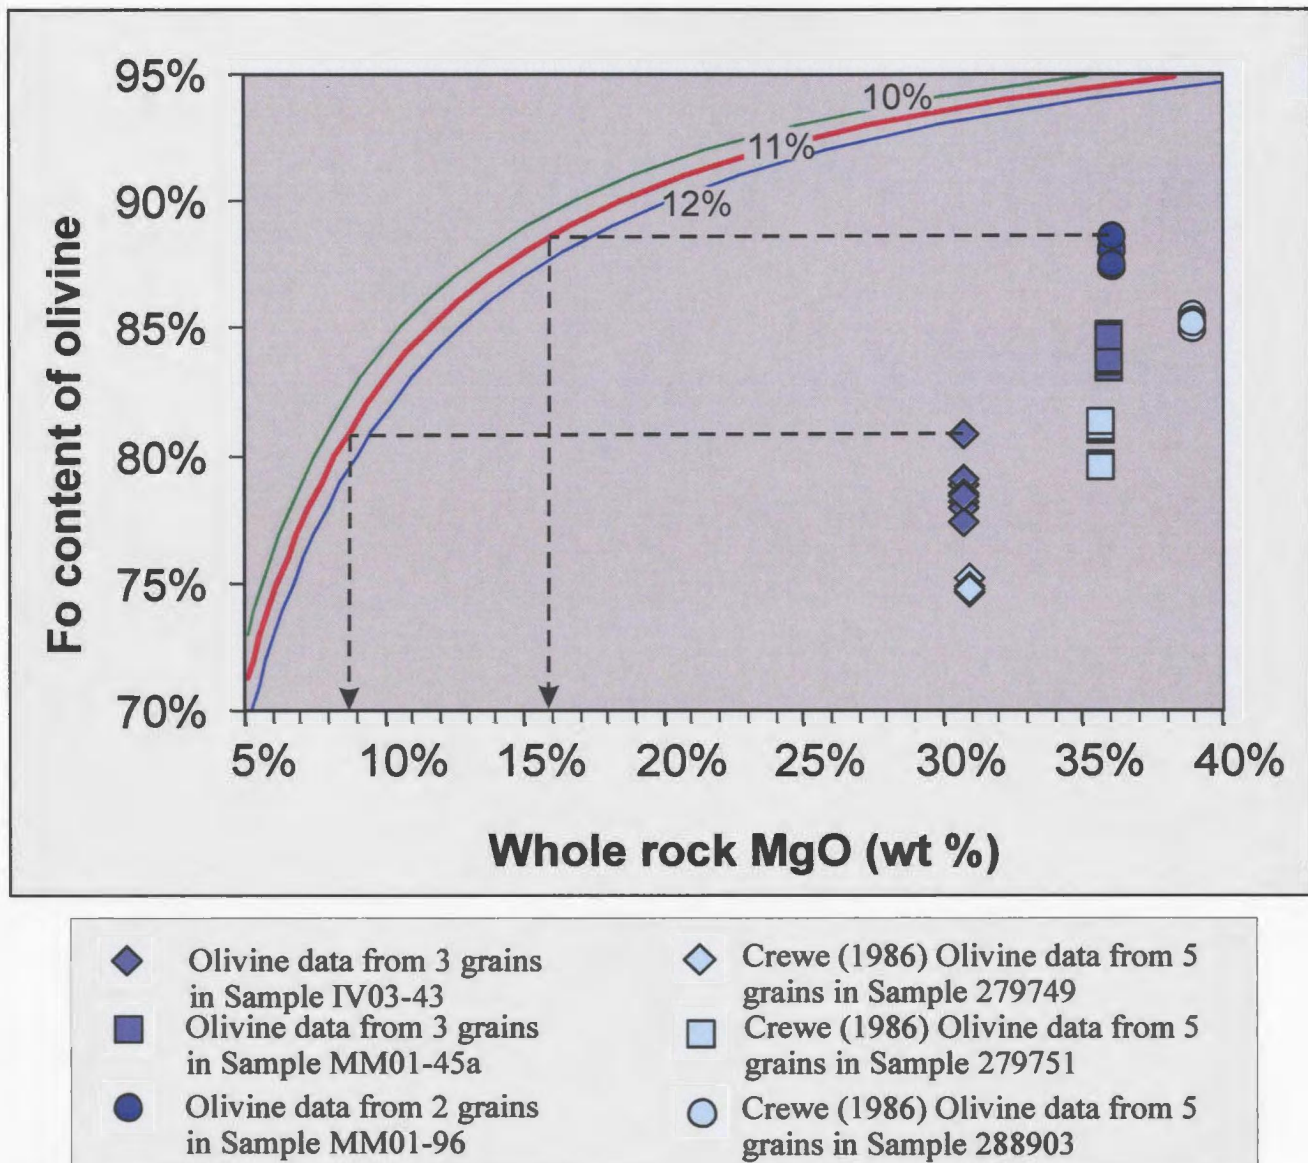 95%
90%
85%
80%
75%
70%
Fo content of olivine
10%
11%
12%
5%
10%
15%
20%
25%
30%
35%
40%
Whole rock MgO (wt %)
Olivine data from 3 grains
in Sample IV03-43
Olivine data from 3 grains
in Sample MM01-45a
Olivine data from 2 grains
in Sample MM01-96
Crewe (1986) Olivine data from 5
grains in Sample 279749
Crewe (1986) Olivine data from 5
grains in Sample 279751
Crewe (1986) Olivine data from 5
grains in Sample 288903